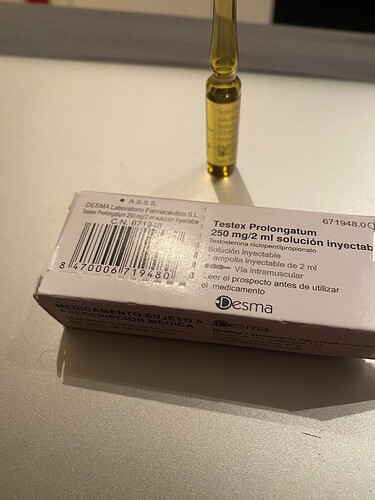 A.S.S.S.
DESMA Laboratorio Farmacéutico S.L.
Testex Prolongatum 250 mg/2 ml solución inyectable
C.N. 671948
8 470006 719480
671948.0
Testex Prolongatum
250 mg/2 ml solución inyectab
Testosterona ciclopentilpropionato
Solución Inyectable
ampolla inyectable de 2 ml
Vía intramuscular
Leer el prospecto antes de utilizar
el medicamento
Desma
MEDICAMENTO SUJETO A
PRESCRIPCIÓN MÉDICA
Desma